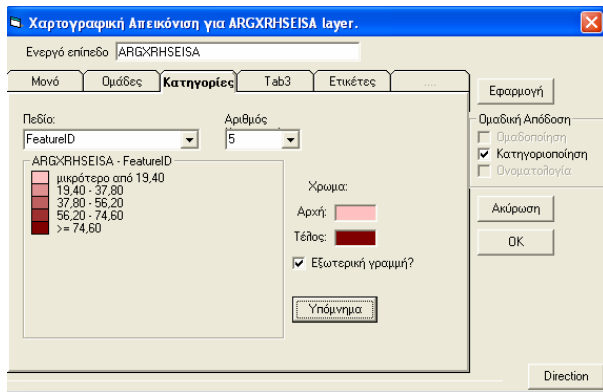 Χαρτογραφική Απεικόνιση για ARGXRHSEISA layer.
Ενεργό επίπεδο ARGXRHSEISA
Μονό Ομάδες Κατηγορίες Tab3 Ετικέτες ....
Εφαρμογή
Πεδίο: Αριθμός
FeatureID 5
Ομαδική Απόδοση
Ομαδοποίηση
Κατηγοριοποίηση
Ονοματολογία
ARGXRHSEISA - FeatureID
μικρότερο από 19,40
19,40 - 37,80
37,80 - 56,20
56,20 - 74,60
>= 74,60
Χρωμα:
Αρχή:
Τέλος:
Εξωτερική γραμμή?
Υπόμνημα
Ακύρωση
OK
Direction